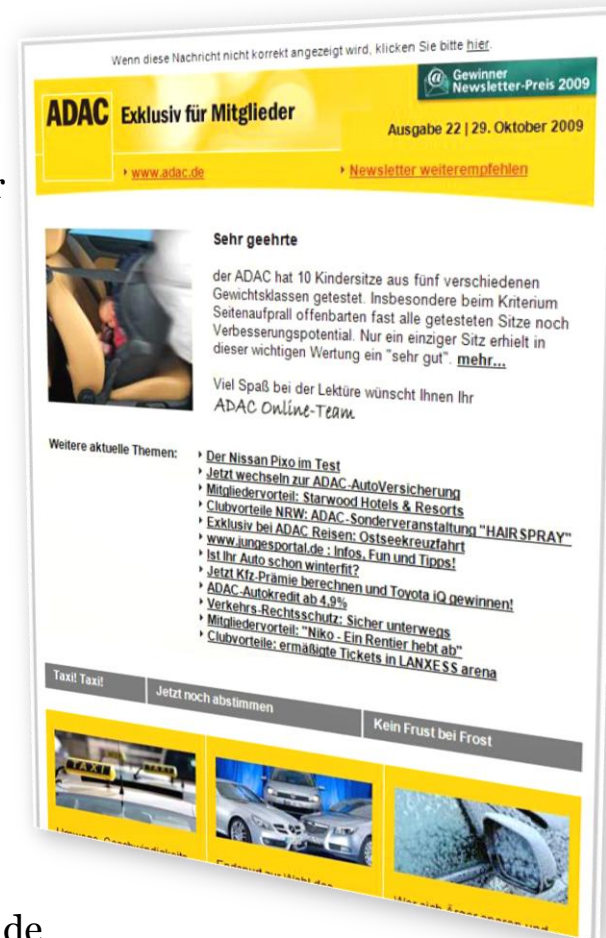 Wenn diese Nachricht nicht korrekt angezeigt wird, klicken Sie bitte hier.
@ Gewinner
Newsletter-Preis 2009
ADAC Exklusiv für Mitglieder
Ausgabe 22 | 29. Oktober 2009
www.adac.de
Newsletter weiterempfehlen
r
Sehr geehrte
der ADAC hat 10 Kindersitze aus fünf verschiedenen
Gewichtsklassen getestet. Insbesondere beim Kriterium
Seitenaufprall offenbarten fast alle getesteten Sitze noch
Verbesserungspotential. Nur ein einziger Sitz erhielt in
dieser wichtigen Wertung ein "sehr gut". mehr...
Viel Spaß bei der Lektüre wünscht Ihnen Ihr
ADAC Online-Team
Weitere aktuelle Themen:
Der Nissan Pixo im Test
Jetzt wechseln zur ADAC-AutoVersicherung
Mitgliedervorteil: Starwood Hotels & Resorts
Clubvorteile NRW: ADAC-Sonderveranstaltung "HAIRSPRAY"
Exklusiv bei ADAC Reisen: Ostseekreuzfahrt
www.jungesportal.de : Infos, Fun und Tipps!
Ist Ihr Auto schon winterfit?
Jetzt Kfz-Prämie berechnen und Toyota iQ gewinnen!
ADAC-Autokredit ab 4,9%
Verkehrs-Rechtsschutz: Sicher unterwegs
Mitgliedervorteil: "Niko - Ein Rentier hebt ab"
Clubvorteile: ermäßigte Tickets in LANXESS arena
Taxi! Taxi!
Jetzt noch abstimmen
Kein Frust bei Frost
TAXI
de